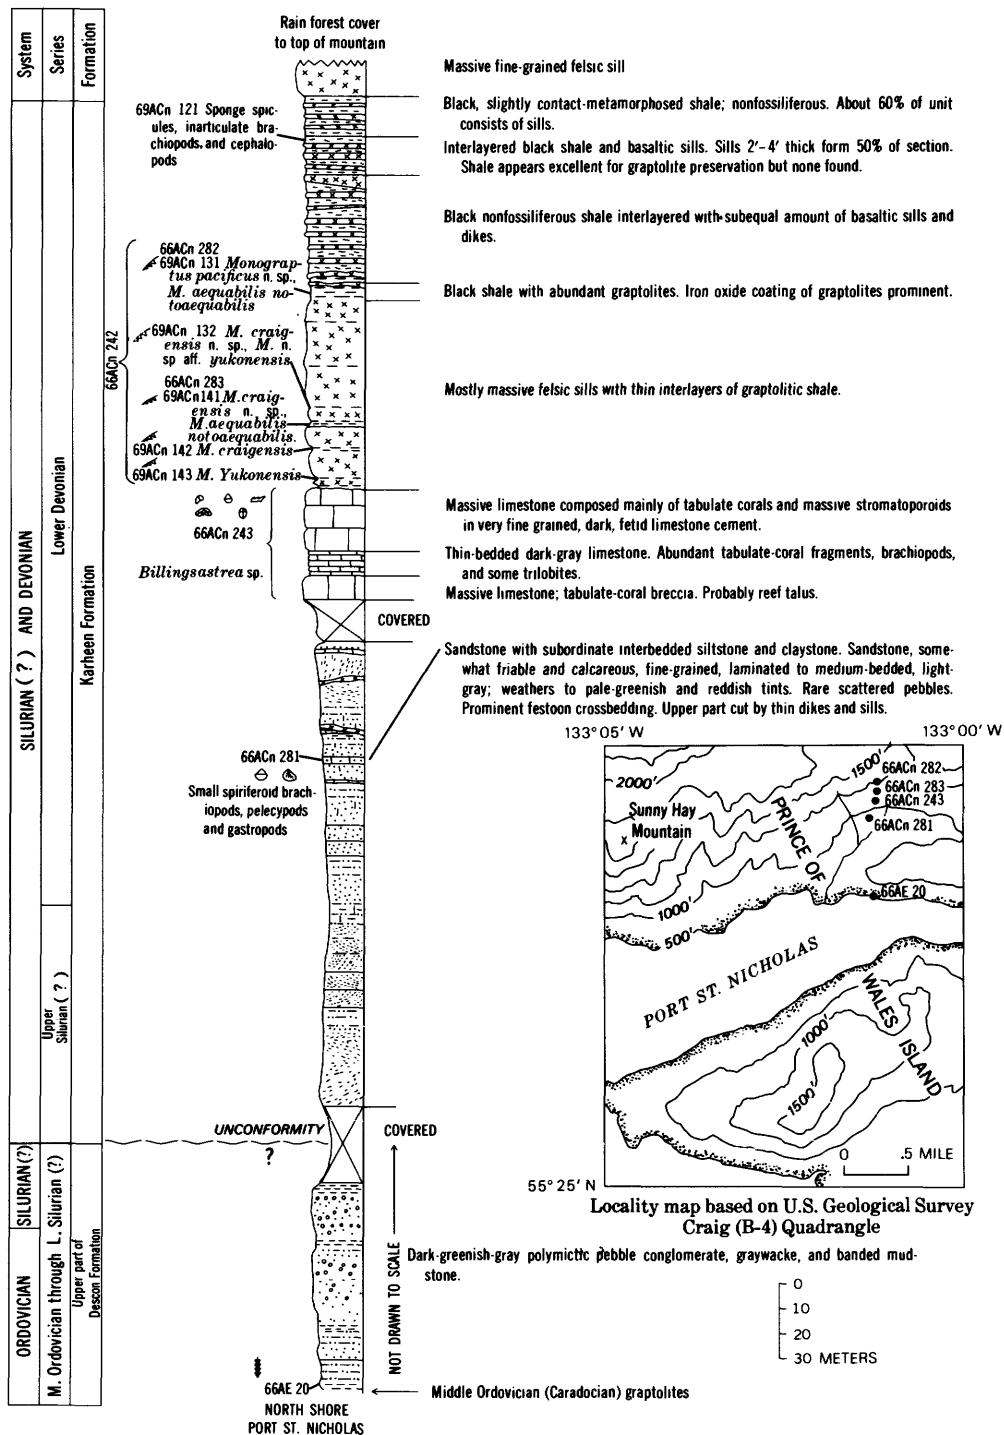 System
Series
Formation
SILURIAN (?) AND DEVONIAN
Lower Devonian
Upper
Silurian (?)
Karheen Formation
SILURIAN(?)
ORDOVICIAN
M. Ordovician through L. Silurian (?)
Upper part of
Descon Formation
Rain forest cover
to top of mountain
69ACn 121 Sponge spic-
ules, inarticulate bra-
chiopods, and cephalo-
pods
66ACn 242
66ACn 282
69ACn 131 Monograp-
tus pacificus n. sp.,
M. aequabilis no-
toaequabilis
69ACn 132 M. craig-
ensis n. sp., M. n.
sp aff. yukonensis
66ACn 283
69ACn141 M.craig-
ensis n. sp.,
M.aequabilis
notoaequabilis.
69ACn 142 M. craigensis
69ACn 143 M. Yukonensis
66ACn 243
Billingsastrea sp.
66ACn 281
Small spiriferoid brach-
iopods, pelecypods
and gastropods
UNCONFORMITY
?
66AE 20
NORTH SHORE
PORT ST. NICHOLAS
Massive fine-grained felsic sill
Black, slightly contact-metamorphosed shale; nonfossiliferous. About 60% of unit
consists of sills.
Interlayered black shale and basaltic sills. Sills 2'-4' thick form 50% of section.
Shale appears excellent for graptolite preservation but none found.
Black nonfossiliferous shale interlayered with subequal amount of basaltic sills and
dikes.
Black shale with abundant graptolites. Iron oxide coating of graptolites prominent.
Mostly massive felsic sills with thin interlayers of graptolitic shale.
Massive limestone composed mainly of tabulate corals and massive stromatoporoids
in very fine grained, dark, fetid limestone cement.
Thin-bedded dark-gray limestone. Abundant tabulate-coral fragments, brachiopods,
and some trilobites.
Massive limestone; tabulate-coral breccia. Probably reef talus.
COVERED
Sandstone with subordinate interbedded siltstone and claystone. Sandstone, some-
what friable and calcareous, fine-grained, laminated to medium-bedded, light-
gray; weathers to pale-greenish and reddish tints. Rare scattered pebbles.
Prominent festoon crossbedding. Upper part cut by thin dikes and sills.
133°05' W
133°00' W
2000'
1500'
66ACn 282
66ACn 283
66ACn 243
66ACn 281
Sunny Hay
Mountain
x
PRINCE OF
66AE 20
1000'
500'
PORT ST. NICHOLAS
WALES ISLAND
1000'
1500'
0 .5 MILE
55° 25' N
Locality map based on U.S. Geological Survey
Craig (B-4) Quadrangle
COVERED
NOT DRAWN TO SCALE
Dark-greenish-gray polymictic pebble conglomerate, graywacke, and banded mud-
stone.
0
10
20
30 METERS
Middle Ordovician (Caradocian) graptolites